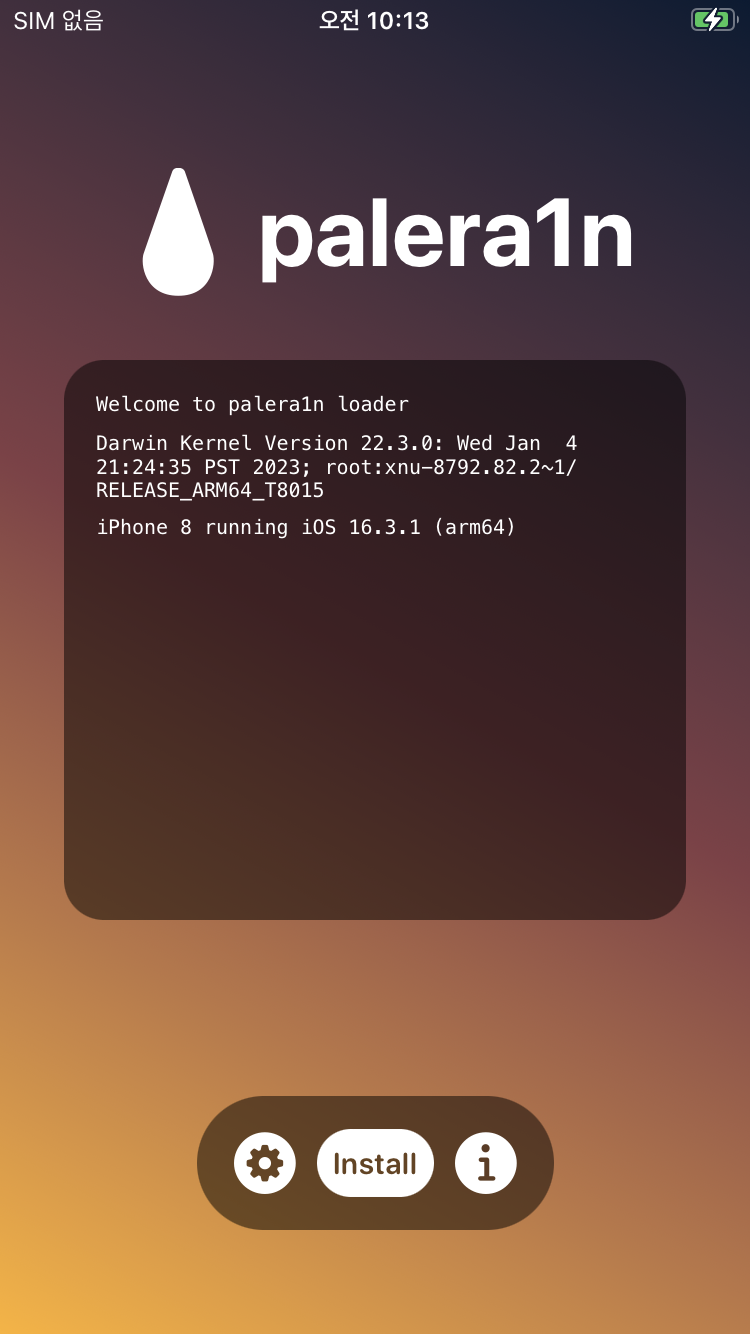 SIM 없음
오전 10:13
palera1n
Welcome to palera1n loader
Darwin Kernel Version 22.3.0: Wed Jan  4
21:24:35 PST 2023; root:xnu-8792.82.2~1/
RELEASE_ARM64_T8015
iPhone 8 running iOS 16.3.1 (arm64)
Install